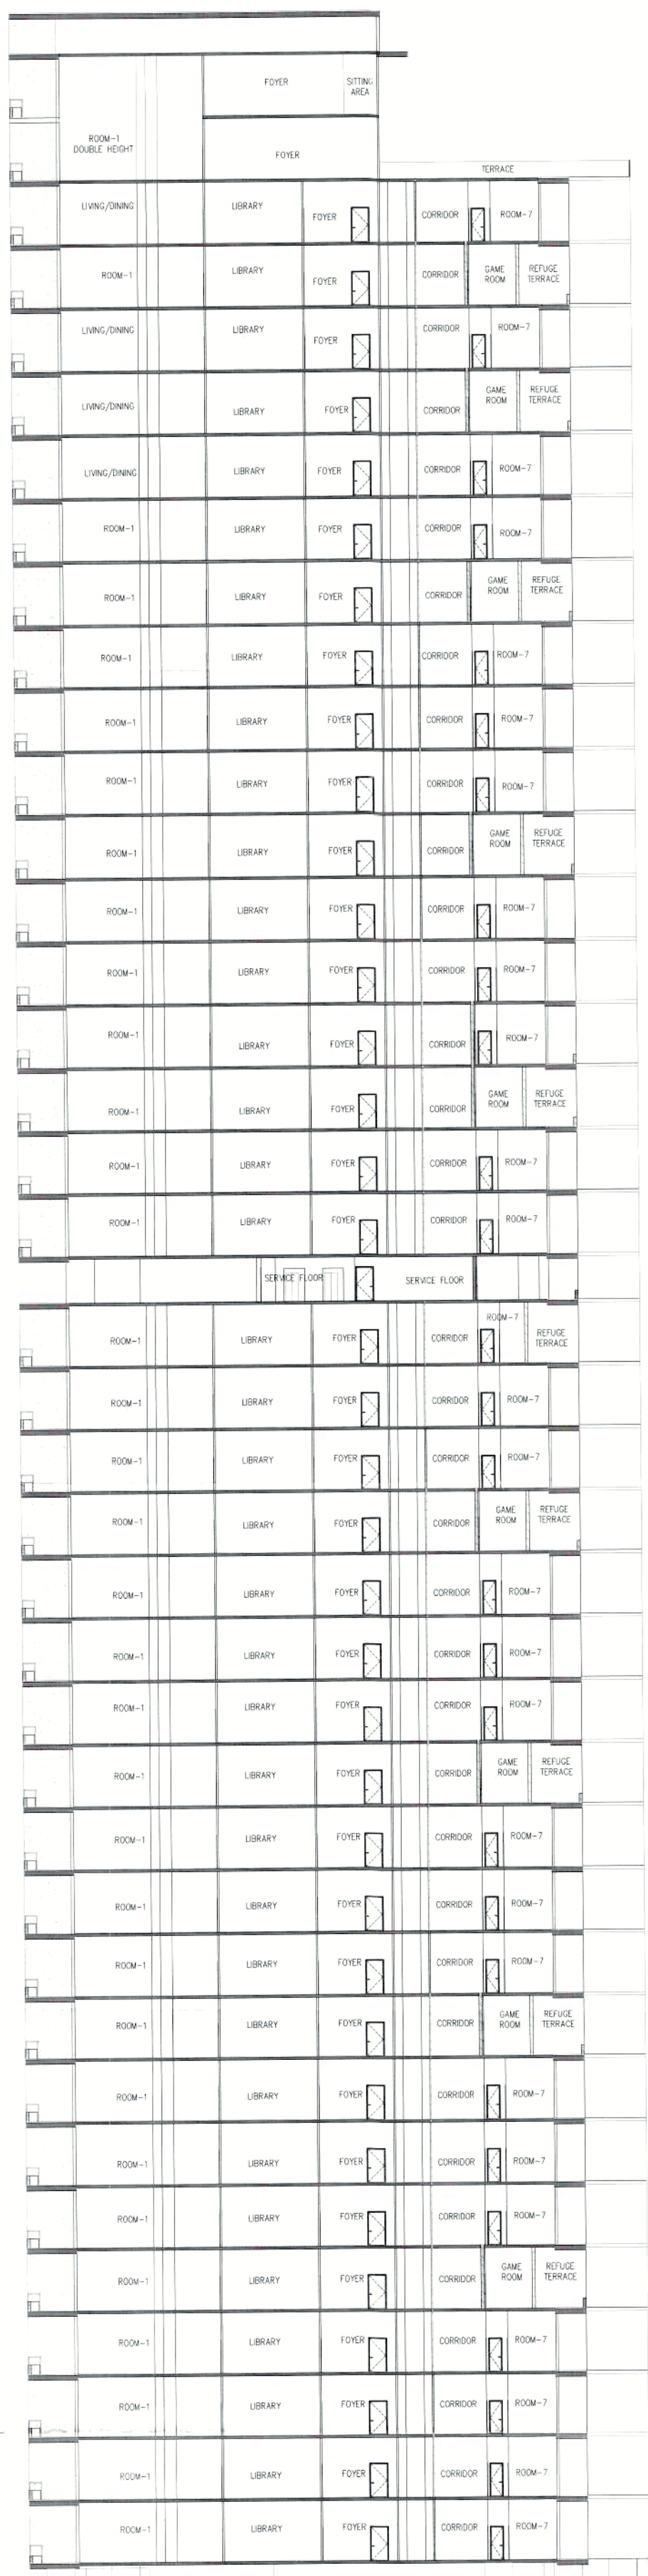 FOYER SITTING
AREA
ROOM-1
DOUBLE HEIGHT
FOYER
TERRACE
LIVING/DINING LIBRARY FOYER CORRIDOR ROOM-7
ROOM-1 LIBRARY FOYER CORRIDOR GAME REFUGE
ROOM TERRACE
LIVING/DINING LIBRARY FOYER CORRIDOR ROOM-7
LIVING/DINING LIBRARY FOYER CORRIDOR GAME REFUGE
ROOM TERRACE
LIVING/DINING LIBRARY FOYER CORRIDOR ROOM-7
ROOM-1 LIBRARY FOYER CORRIDOR ROOM-7
ROOM-1 LIBRARY FOYER CORRIDOR GAME REFUGE
ROOM TERRACE
ROOM-1 LIBRARY FOYER CORRIDOR ROOM-7
ROOM-1 LIBRARY FOYER CORRIDOR ROOM-7
ROOM-1 LIBRARY FOYER CORRIDOR ROOM-7
ROOM-1 LIBRARY FOYER CORRIDOR GAME REFUGE
ROOM TERRACE
ROOM-1 LIBRARY FOYER CORRIDOR ROOM-7
ROOM-1 LIBRARY FOYER CORRIDOR ROOM-7
ROOM-1 LIBRARY FOYER CORRIDOR ROOM-7
ROOM-1 LIBRARY FOYER CORRIDOR GAME REFUGE
ROOM TERRACE
ROOM-1 LIBRARY FOYER CORRIDOR ROOM-7
ROOM-1 LIBRARY FOYER CORRIDOR ROOM-7
SERVICE FLOOR SERVICE FLOOR
ROOM-1 LIBRARY FOYER CORRIDOR ROOM-7 REFUGE
TERRACE
ROOM-1 LIBRARY FOYER CORRIDOR ROOM-7
ROOM-1 LIBRARY FOYER CORRIDOR ROOM-7
ROOM-1 LIBRARY FOYER CORRIDOR GAME REFUGE
ROOM TERRACE
ROOM-1 LIBRARY FOYER CORRIDOR ROOM-7
ROOM-1 LIBRARY FOYER CORRIDOR ROOM-7
ROOM-1 LIBRARY FOYER CORRIDOR ROOM-7
ROOM-1 LIBRARY FOYER CORRIDOR GAME REFUGE
ROOM TERRACE
ROOM-1 LIBRARY FOYER CORRIDOR ROOM-7
ROOM-1 LIBRARY FOYER CORRIDOR ROOM-7
ROOM-1 LIBRARY FOYER CORRIDOR ROOM-7
ROOM-1 LIBRARY FOYER CORRIDOR GAME REFUGE
ROOM TERRACE
ROOM-1 LIBRARY FOYER CORRIDOR ROOM-7
ROOM-1 LIBRARY FOYER CORRIDOR ROOM-7
ROOM-1 LIBRARY FOYER CORRIDOR ROOM-7
ROOM-1 LIBRARY FOYER CORRIDOR GAME REFUGE
ROOM TERRACE
ROOM-1 LIBRARY FOYER CORRIDOR ROOM-7
ROOM-1 LIBRARY FOYER CORRIDOR ROOM-7
ROOM-1 LIBRARY FOYER CORRIDOR ROOM-7
ROOM-1 LIBRARY FOYER CORRIDOR ROOM-7